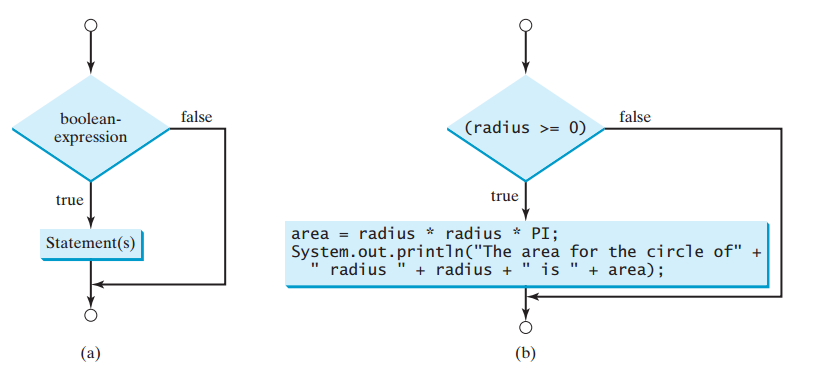 boolean-
expression
false
true
Statement(s)
(a)
(radius >= 0)
false
true
area = radius * radius * PI;
System.out.println("The area for the circle of" +
" radius " + radius + " is " + area);
(b)